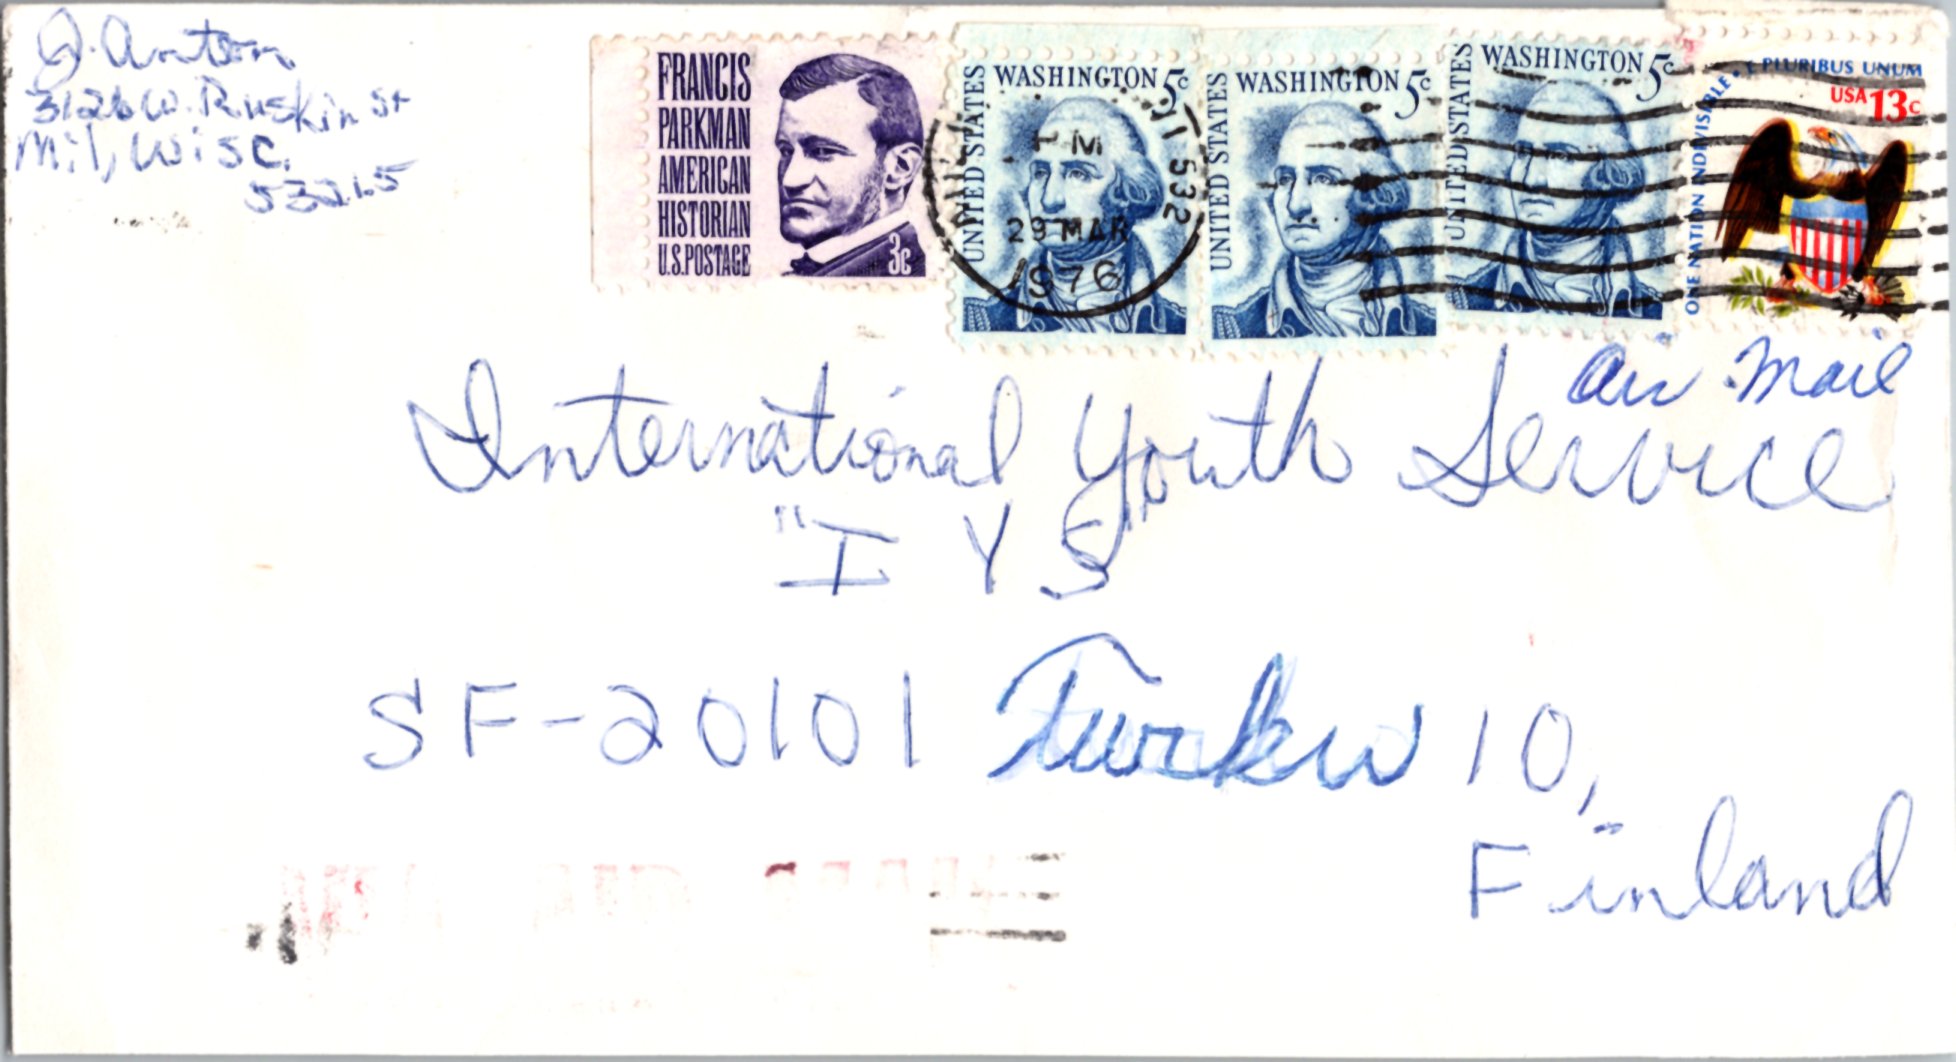 J. Anton
3126 W. Ruskin St
Mil, Wisc.
53215
FRANCIS
PARKMAN
AMERICAN
HISTORIAN
U.S.POSTAGE
3c
UNITED STATES
WASHINGTON 5c
PM
29 MAR
1976
532
UNITED STATES
WASHINGTON 5c
UNITED STATES
WASHINGTON 5c
ONE NATION INDIVISIBLE • E PLURIBUS UNUM
USA 13c
Air Mail
International Youth Service
"I Y S
SF-20101 Turku 10,
Finland